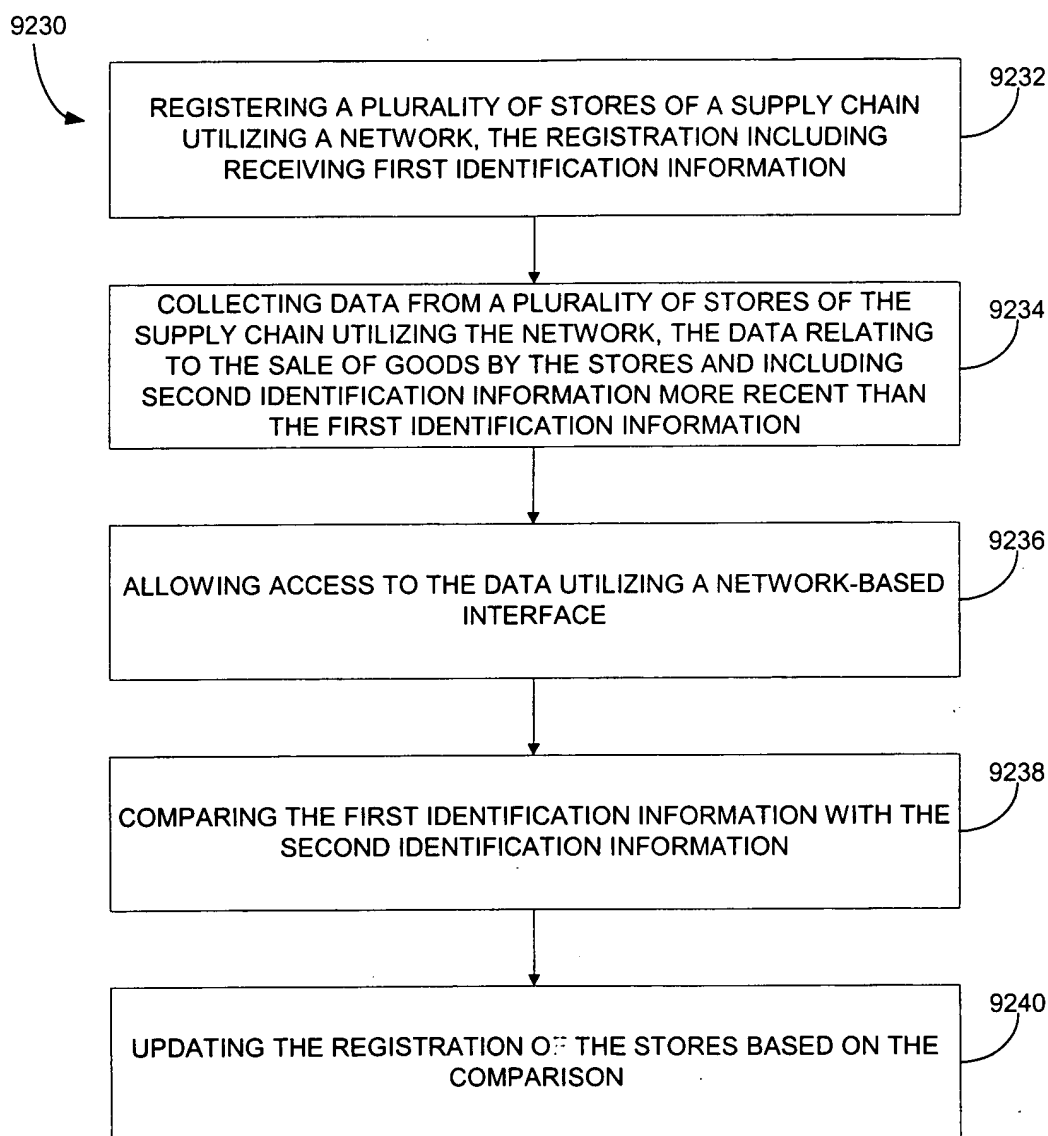 9230
9232
REGISTERING A PLURALITY OF STORES OF A SUPPLY CHAIN
UTILIZING A NETWORK, THE REGISTRATION INCLUDING
RECEIVING FIRST IDENTIFICATION INFORMATION
9234
COLLECTING DATA FROM A PLURALITY OF STORES OF THE
SUPPLY CHAIN UTILIZING THE NETWORK, THE DATA RELATING
TO THE SALE OF GOODS BY THE STORES AND INCLUDING
SECOND IDENTIFICATION INFORMATION MORE RECENT THAN
THE FIRST IDENTIFICATION INFORMATION
9236
ALLOWING ACCESS TO THE DATA UTILIZING A NETWORK-BASED
INTERFACE
9238
COMPARING THE FIRST IDENTIFICATION INFORMATION WITH THE
SECOND IDENTIFICATION INFORMATION
9240
UPDATING THE REGISTRATION OF THE STORES BASED ON THE
COMPARISON